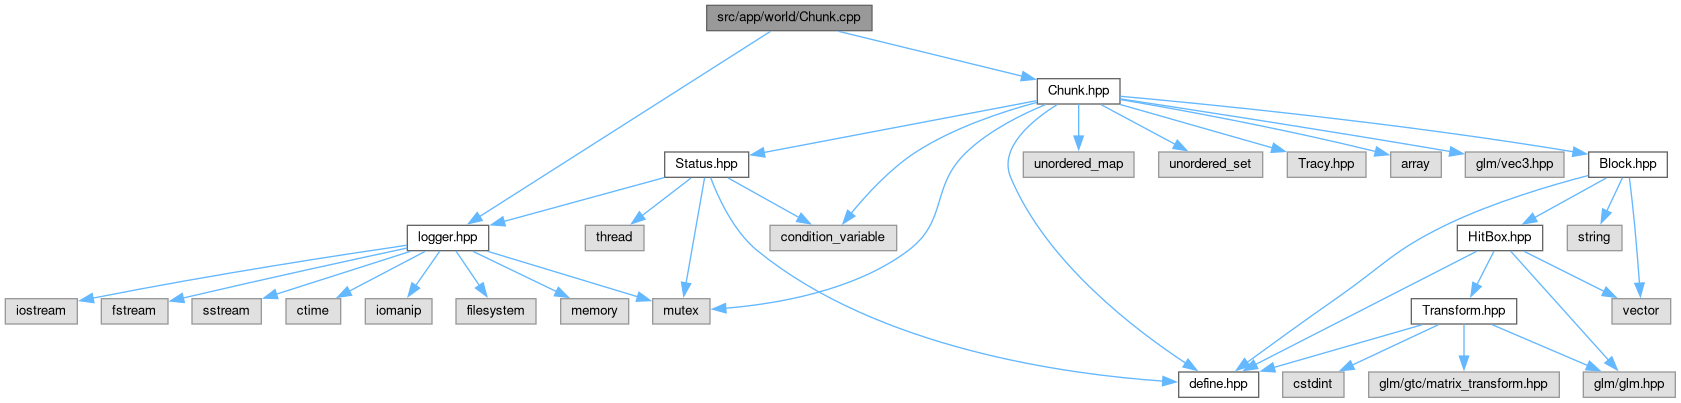 src/app/world/Chunk.cpp
Chunk.hpp
Status.hpp
unordered_map
unordered_set
Tracy.hpp
array
glm/vec3.hpp
Block.hpp
logger.hpp
thread
condition_variable
HitBox.hpp
string
iostream
fstream
sstream
ctime
iomanip
filesystem
memory
mutex
Transform.hpp
vector
define.hpp
cstdint
glm/gtc/matrix_transform.hpp
glm/glm.hpp